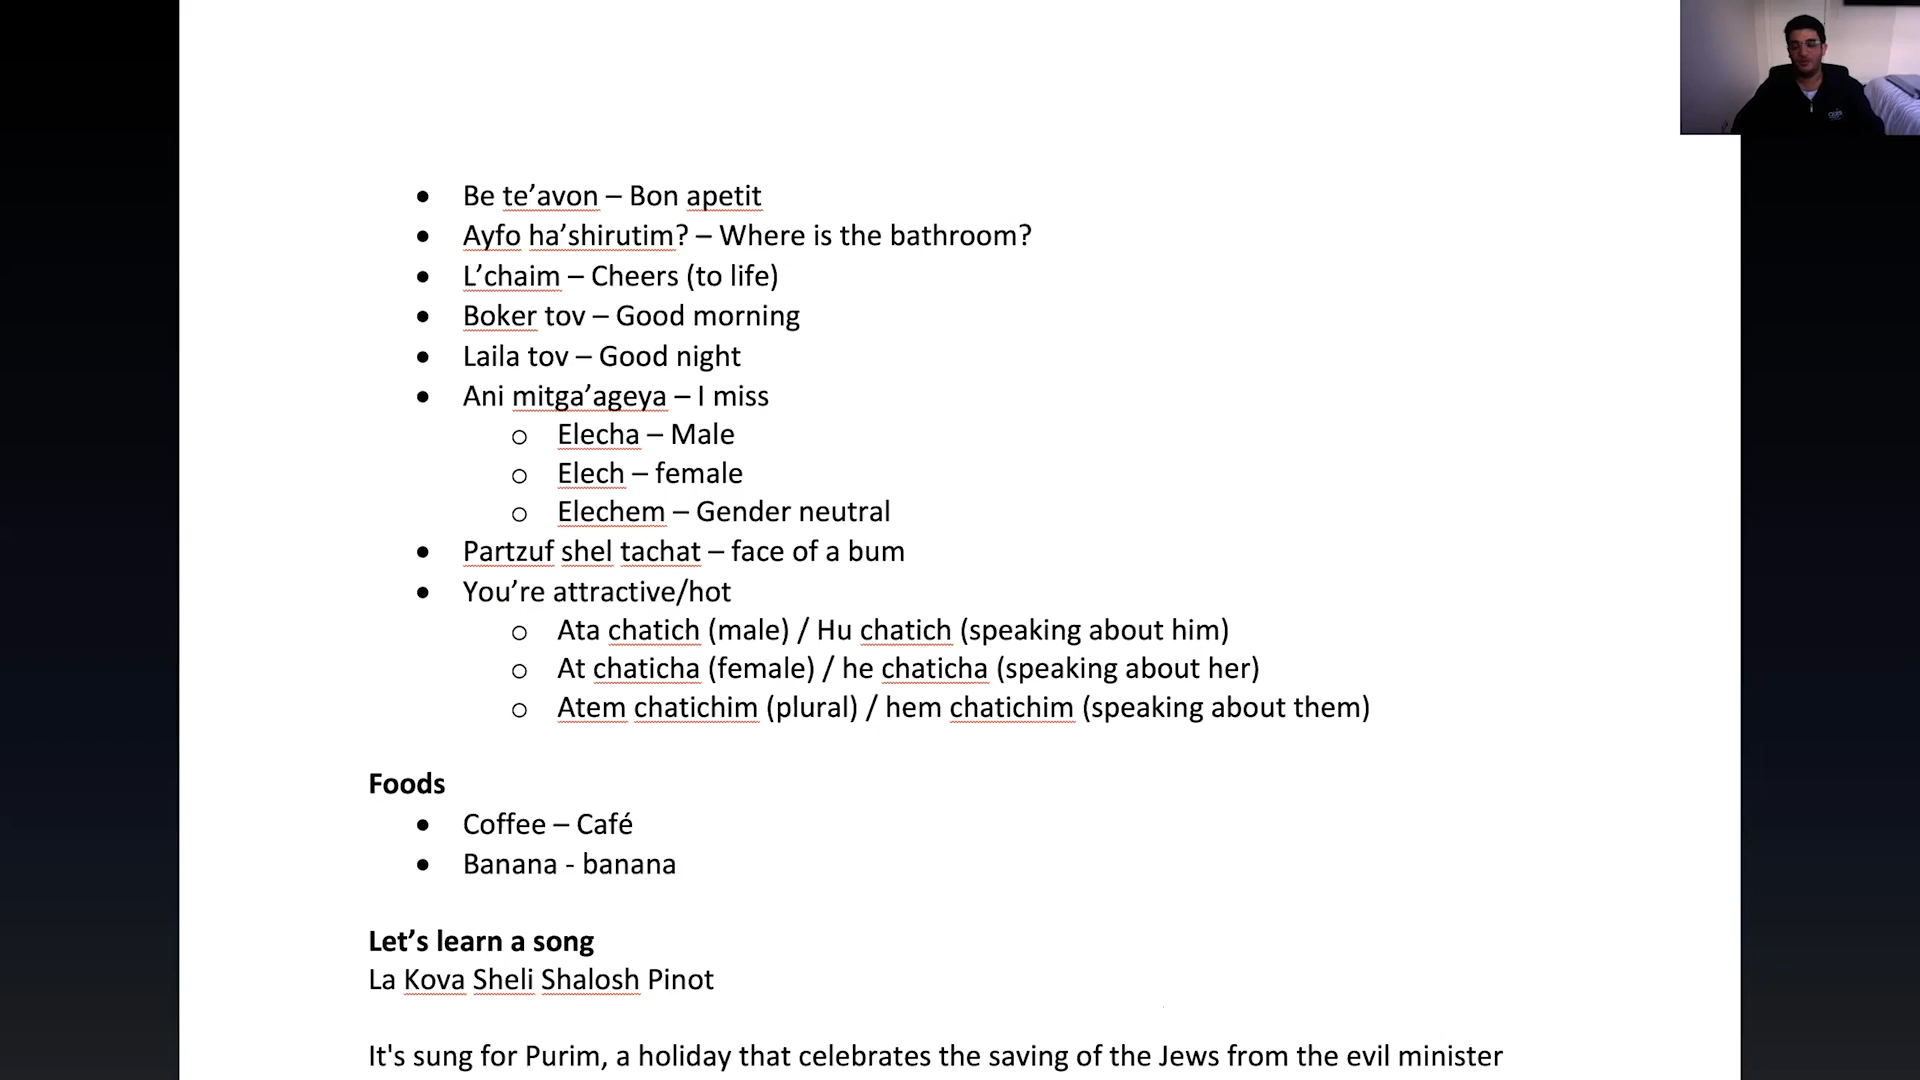 Be te’avon – Bon apetit
Ayfo ha’shirutim? – Where is the bathroom?
L’chaim – Cheers (to life)
Boker tov – Good morning
Laila tov – Good night
Ani mitga’ageya – I miss
Elecha – Male
Elech – female
Elechem – Gender neutral
Partzuf shel tachat – face of a bum
You’re attractive/hot
Ata chatich (male) / Hu chatich (speaking about him)
At chaticha (female) / he chaticha (speaking about her)
Atem chatichim (plural) / hem chatichim (speaking about them)
Foods
Coffee – Café
Banana - banana
Let’s learn a song
La Kova Sheli Shalosh Pinot
It's sung for Purim, a holiday that celebrates the saving of the Jews from the evil minister